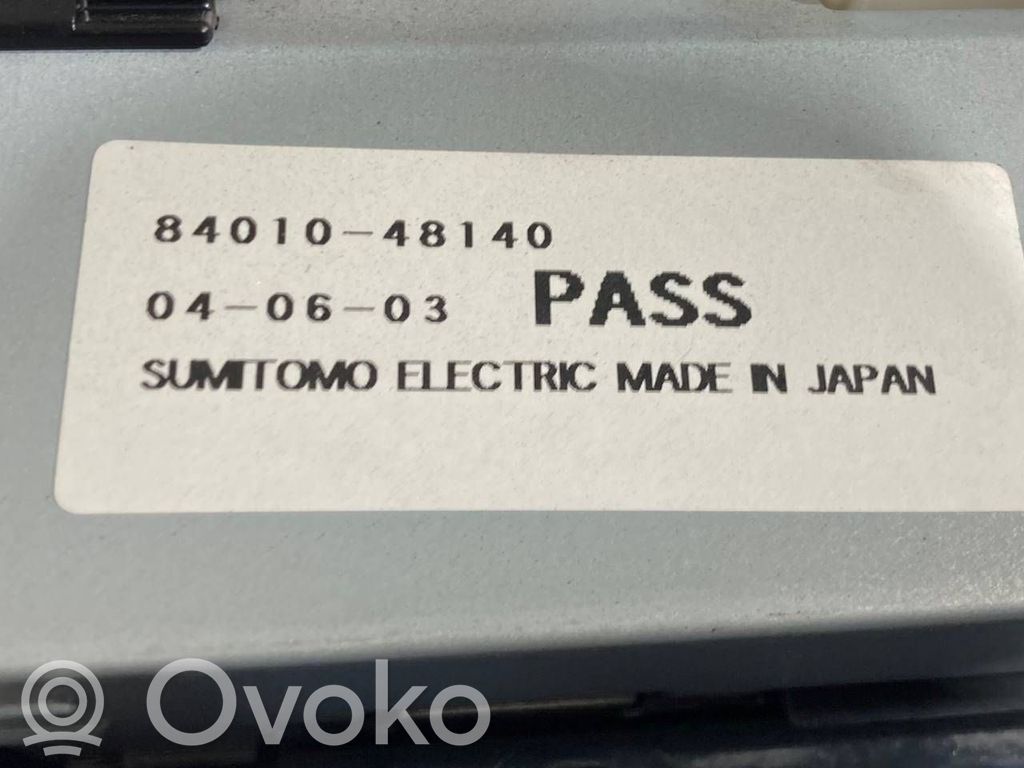 84010-48140
04-06-03 PASS
SUMITOMO ELECTRIC MADE IN JAPAN
Ovoko